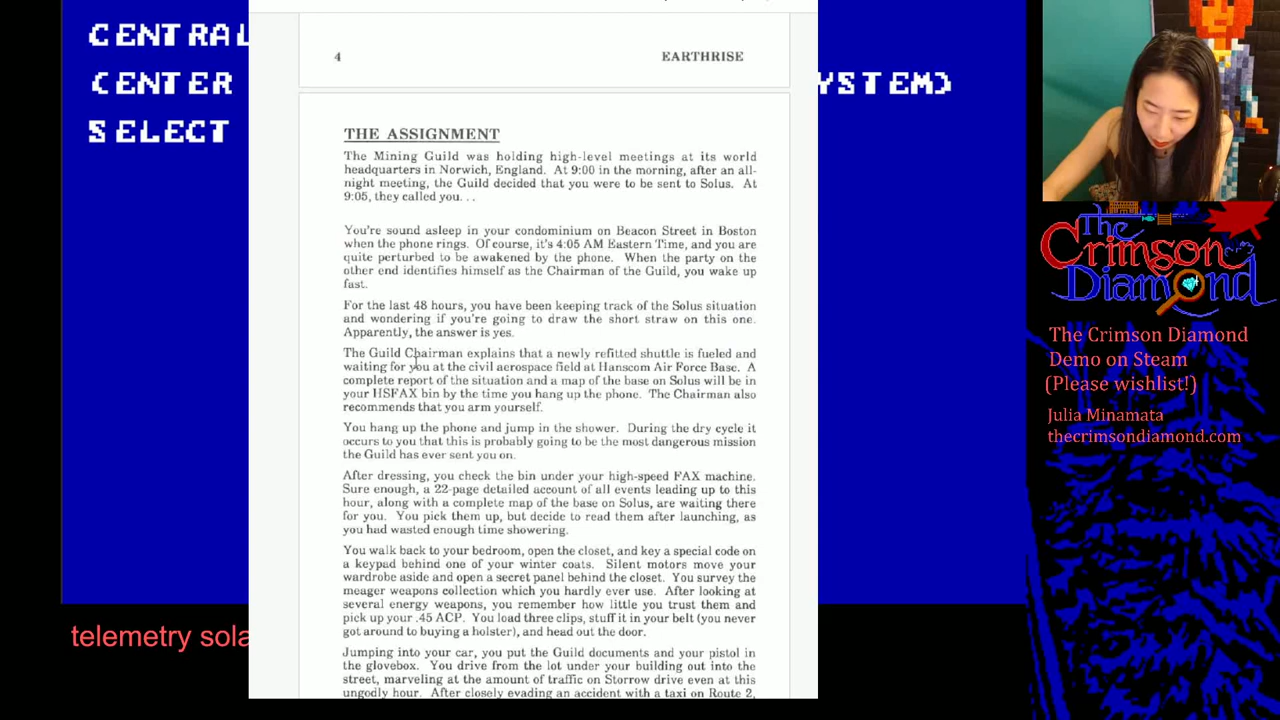 CENTRAL
(CENTER
YSTEM)
SELECT
4
EARTHRISE
THE ASSIGNMENT
The Mining Guild was holding high-level meetings at its world
headquarters in Norwich, England. At 9:00 in the morning, after an all-
night meeting, the Guild decided that you were to be sent to Solus. At
9:05, they called you. . .
You're sound asleep in your condominium on Beacon Street in Boston
when the phone rings. Of course, it's 4:05 AM Eastern Time, and you are
quite perturbed to be awakened by the phone. When the party on the
other end identifies himself as the Chairman of the Guild, you wake up
fast.
For the last 48 hours, you have been keeping track of the Solus situation
and wondering if you're going to draw the short straw on this one.
Apparently, the answer is yes.
The Guild Chairman explains that a newly refitted shuttle is fueled and
waiting for you at the civil aerospace field at Hanscom Air Force Base. A
complete report of the situation and a map of the base on Solus will be in
your HSFAX bin by the time you hang up the phone. The Chairman also
recommends that you arm yourself.
You hang up the phone and jump in the shower. During the dry cycle it
occurs to you that this is probably going to be the most dangerous mission
the Guild has ever sent you on.
After dressing, you check the bin under your high-speed FAX machine.
Sure enough, a 22-page detailed account of all events leading up to this
hour, along with a complete map of the base on Solus, are waiting there
for you. You pick them up, but decide to read them after launching, as
you had wasted enough time showering.
You walk back to your bedroom, open the closet, and key a special code on
a keypad behind one of your winter coats. Silent motors move your
wardrobe aside and open a secret panel behind the closet. You survey the
meager weapons collection which you hardly ever use. After looking at
several energy weapons, you remember how little you trust them and
pick up your .45 ACP. You load three clips, stuff it in your belt (you never
got around to buying a holster), and head out the door.
Jumping into your car, you put the Guild documents and your pistol in
the glovebox. You drive from the lot under your building out into the
street, marveling at the amount of traffic on Storrow drive even at this
ungodly hour. After closely evading an accident with a taxi on Route 2,
telemetry sola
The
Crimson
Diamond
The Crimson Diamond
Demo on Steam
(Please wishlist!)
Julia Minamata
thecrimsondiamond.com